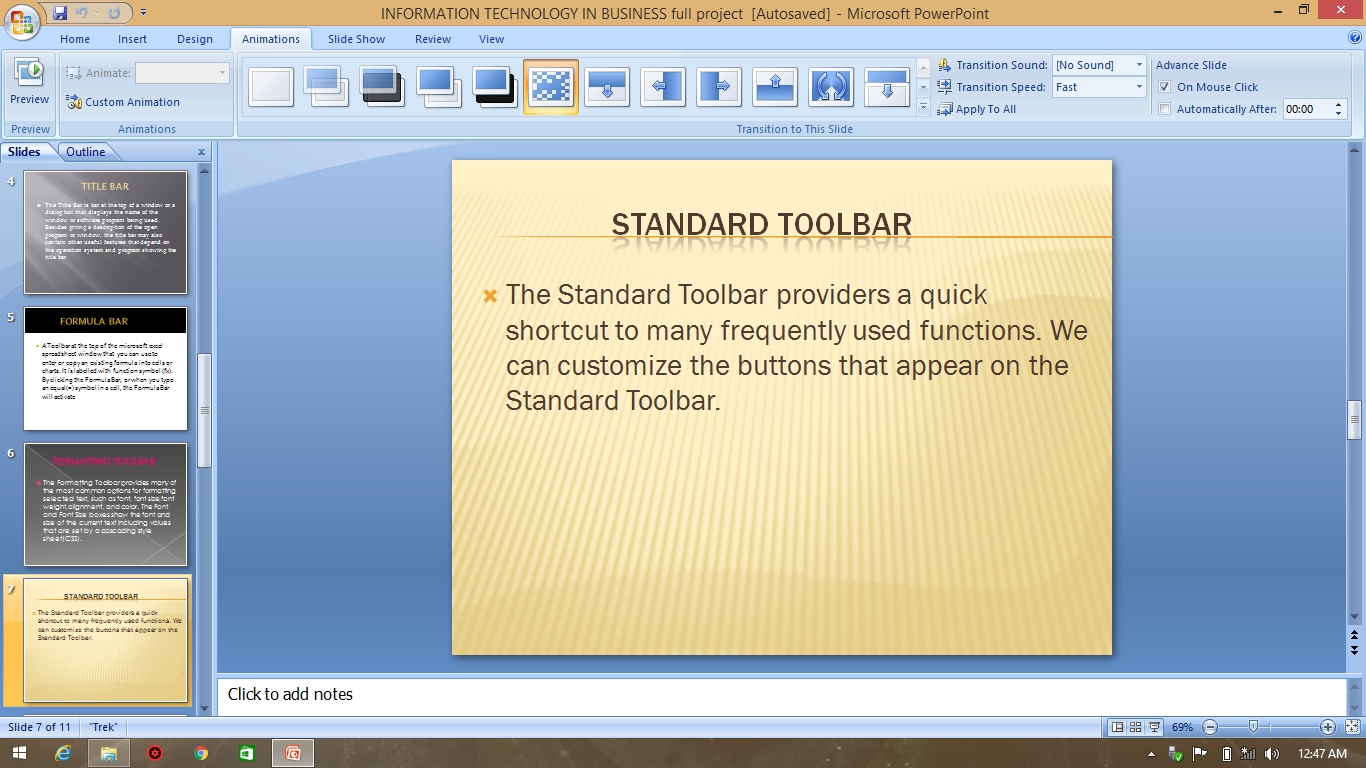 INFORMATION TECHNOLOGY IN BUSINESS full project [Autosaved] - Microsoft PowerPoint
Home Insert Design Animations Slide Show Review View
Preview
Animate:
Custom Animation
Transition Sound: [No Sound]
Transition Speed: Fast
Apply To All
Advance Slide
On Mouse Click
Automatically After: 00:00
Preview Animations Transition to This Slide
Slides Outline x
4
TITLE BAR
The Title Bar is bar at the top of a window or a
dialog box that displays the name of the
window or software program being used.
Besides giving a description of the open
program or window, the title bar may also
contain other useful features that depend on
the operation system and program showing the
title bar
5
FORMULA BAR
A Toolbar at the top of the microsoft excel
spreadsheet window that you can use to
enter or copy an existing formula into cells or
charts. It is labelled with function symbol (fx).
By clicking the Formula Bar, or when you type
an equal(=) symbol in a cell, the Formula Bar
will activate
6
FORMATTING TOOLBAR
The Formatting Toolbar provides many of
the most common options for formatting
selected text, such as font, font size,font
weight,alignment, and color. The Font
and Font Size boxes show the font and
size of the current text including values
that are set by a cascading style
sheet(CSS).
7
STANDARD TOOLBAR
The Standard Toolbar providers a quick
shortcut to many frequently used functions. We
can customize the buttons that appear on the
Standard Toolbar.
STANDARD TOOLBAR
The Standard Toolbar providers a quick
shortcut to many frequently used functions. We
can customize the buttons that appear on the
Standard Toolbar.
Click to add notes
Slide 7 of 11 "Trek" 69%
12:47 AM